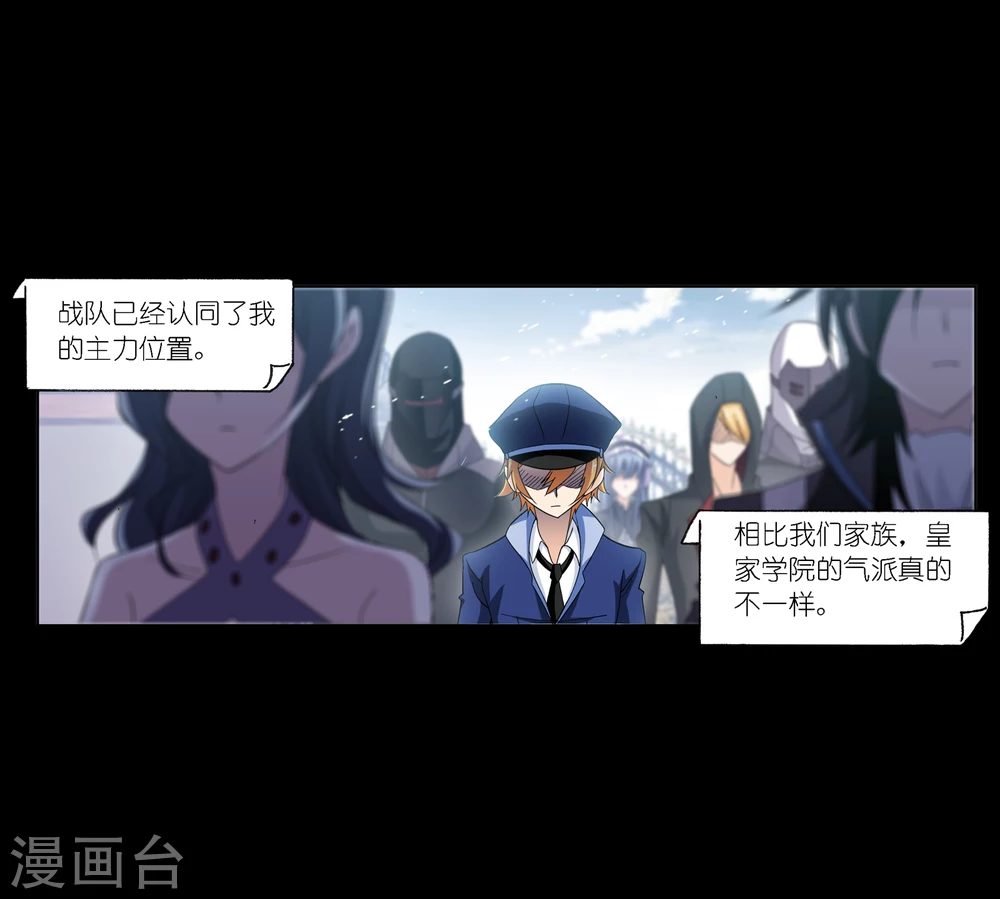 战队已经认同了我
的主力位置。
相比我们家族，皇
家学院的气派真的
不一样。
漫画台